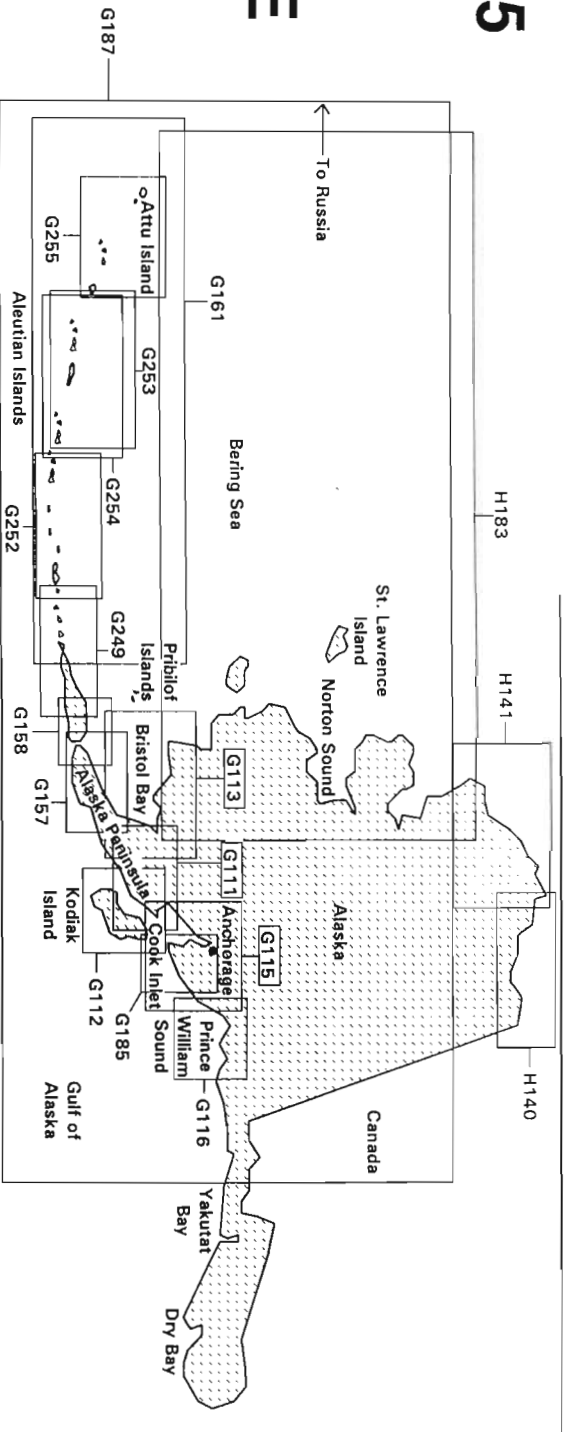 5
E
G187
To Russia
H183
H141
H140
G161
Attu Island
G255
G253
G254
G252
G249
Aleutian Islands
Bering Sea
St. Lawrence
Island
Norton Sound
Pribilof
Islands
Bristol Bay
G158
G157
G113
G111
G115
Alaska Peninsula
Alaska
Anchorage
Cook Inlet
Kodiak
Island
G112
G185
Prince
William
Sound
G116
Gulf of
Alaska
Canada
Yakutat
Bay
Dry Bay